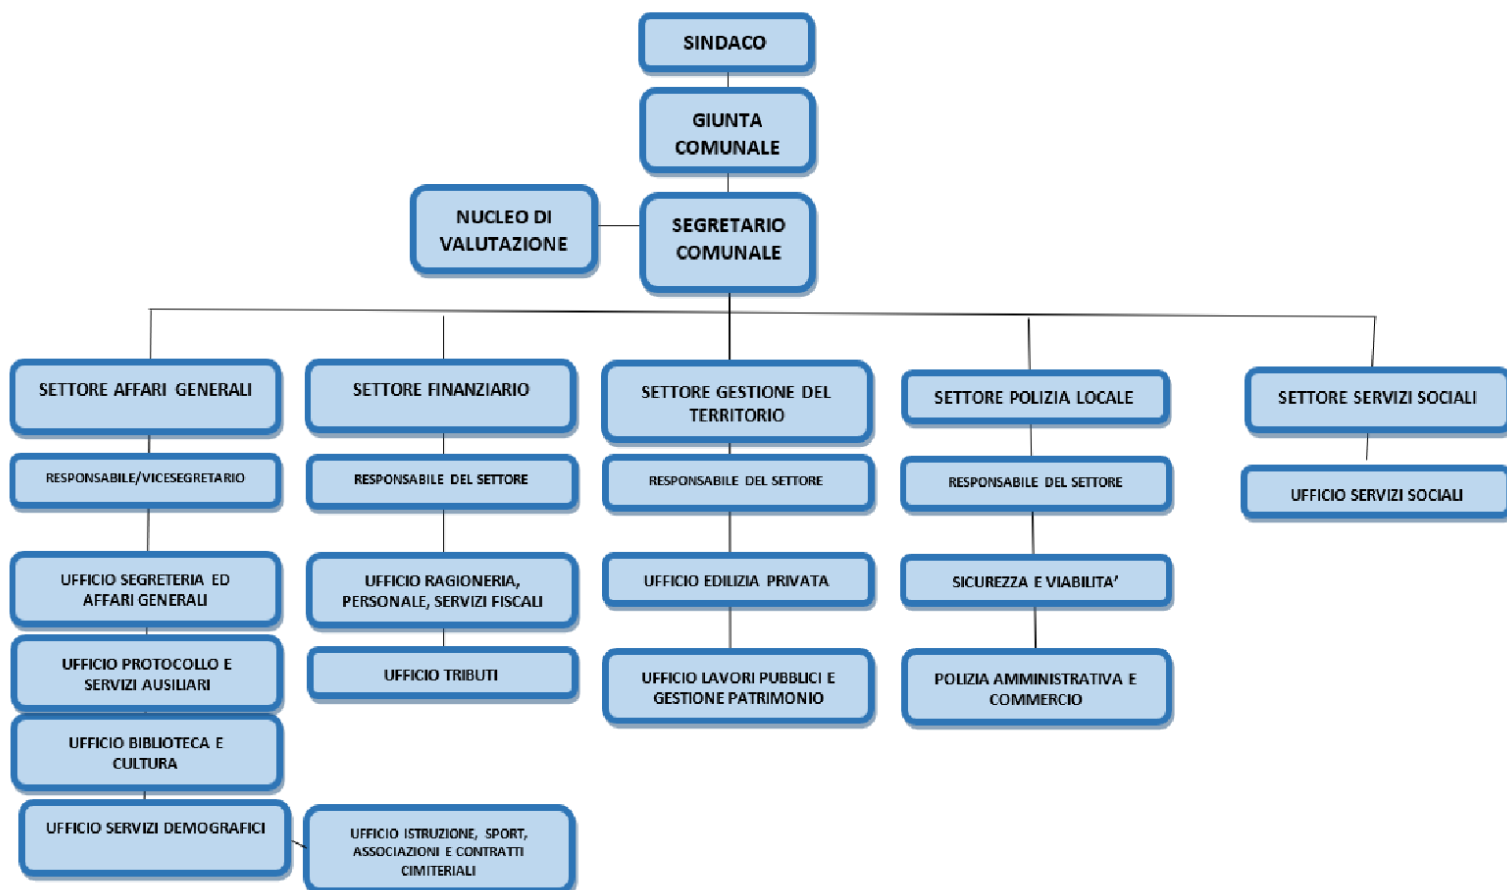 SINDACO
GIUNTA
COMUNALE
NUCLEO DI
VALUTAZIONE
SEGRETARIO
COMUNALE
SETTORE AFFARI GENERALI
RESPONSABILE/VICESEGRETARIO
UFFICIO SEGRETERIA ED
AFFARI GENERALI
UFFICIO PROTOCOLLO E
SERVIZI AUSILIARI
UFFICIO BIBLIOTECA E
CULTURA
UFFICIO SERVIZI DEMOGRAFICI
UFFICIO ISTRUZIONE, SPORT,
ASSOCIAZIONI E CONTRATTI
CIMITERIALI
SETTORE FINANZIARIO
RESPONSABILE DEL SETTORE
UFFICIO RAGIONERIA,
PERSONALE, SERVIZI FISCALI
UFFICIO TRIBUTI
SETTORE GESTIONE DEL
TERRITORIO
RESPONSABILE DEL SETTORE
UFFICIO EDILIZIA PRIVATA
UFFICIO LAVORI PUBBLICI E
GESTIONE PATRIMONIO
SETTORE POLIZIA LOCALE
RESPONSABILE DEL SETTORE
SICUREZZA E VIABILITA’
POLIZIA AMMINISTRATIVA E
COMMERCIO
SETTORE SERVIZI SOCIALI
UFFICIO SERVIZI SOCIALI